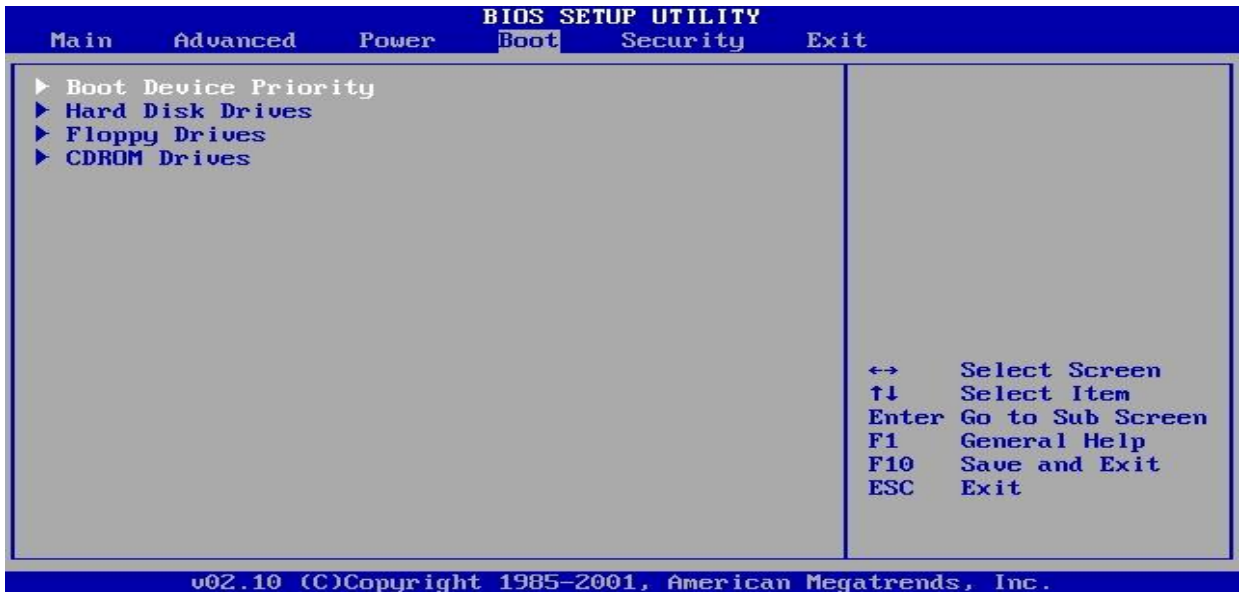 BIOS SETUP UTILITY
Main Advanced Power Boot Security Exit
Boot Device Priority
Hard Disk Drives
Floppy Drives
CDROM Drives
←→ Select Screen
↑↓ Select Item
Enter Go to Sub Screen
F1 General Help
F10 Save and Exit
ESC Exit
v02.10 (C)Copyright 1985-2001, American Megatrends, Inc.